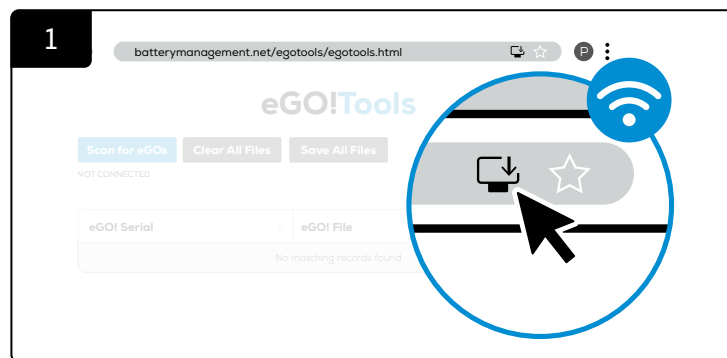 1
batterymanagement.net/egotools/egotools.html
P
eGO!Tools
Scan for eGOs Clear All Files Save All Files
NOT CONNECTED
eGO! Serial eGO! File
No matching records found